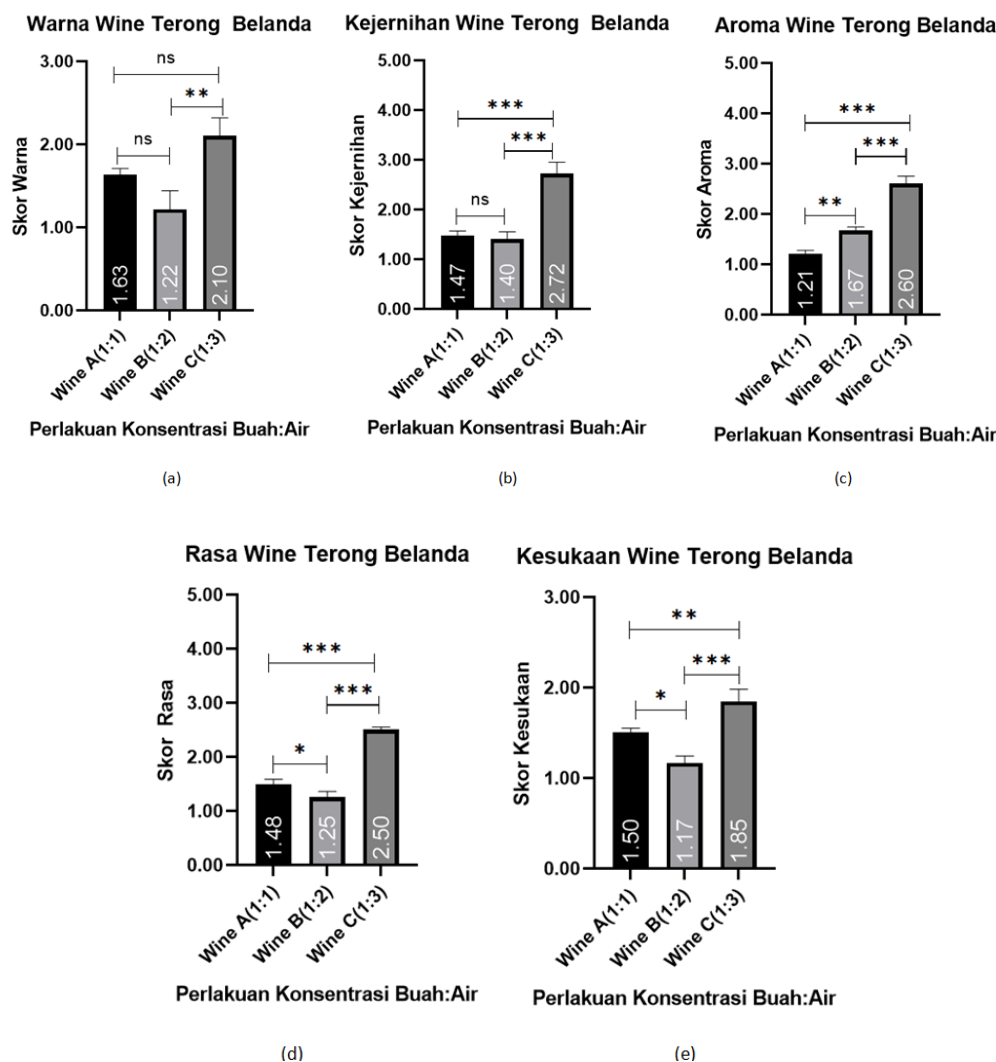 Warna Wine Terong Belanda
ns
**
ns
Skor Warna
3.00
2.00
1.00
0.00
1.63
1.22
2.10
Wine A(1:1)
Wine B(1:2)
Wine C(1:3)
Perlakuan Konsentrasi Buah:Air
(a)
Kejernihan Wine Terong Belanda
***
***
ns
Skor Kejernihan
5.00
4.00
3.00
2.00
1.00
0.00
1.47
1.40
2.72
Wine A(1:1)
Wine B(1:2)
Wine C(1:3)
Perlakuan Konsentrasi Buah:Air
(b)
Aroma Wine Terong Belanda
***
***
**
Skor Aroma
5.00
4.00
3.00
2.00
1.00
0.00
1.21
1.67
2.60
Wine A(1:1)
Wine B(1:2)
Wine C(1:3)
Perlakuan Konsentrasi Buah:Air
(c)
Rasa Wine Terong Belanda
***
***
*
Skor Rasa
5.00
4.00
3.00
2.00
1.00
0.00
1.48
1.25
2.50
Wine A(1:1)
Wine B(1:2)
Wine C(1:3)
Perlakuan Konsentrasi Buah:Air
(d)
Kesukaan Wine Terong Belanda
**
***
*
Skor Kesukaan
3.00
2.00
1.00
0.00
1.50
1.17
1.85
Wine A(1:1)
Wine B(1:2)
Wine C(1:3)
Perlakuan Konsentrasi Buah:Air
(e)